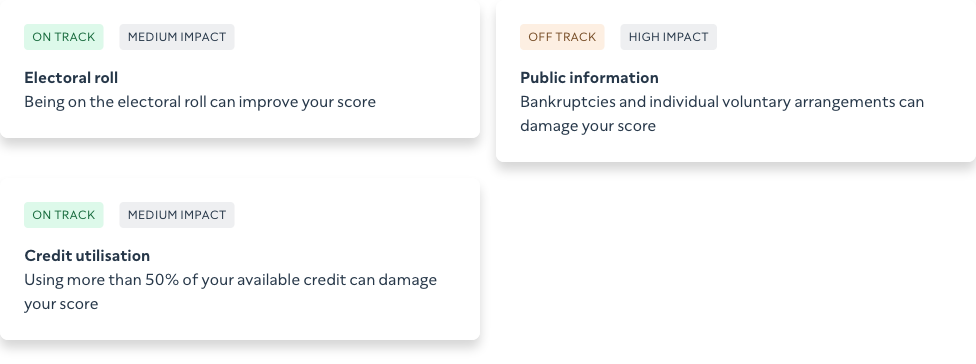 ON TRACK MEDIUM IMPACT
Electoral roll
Being on the electoral roll can improve your score
OFF TRACK HIGH IMPACT
Public information
Bankruptcies and individual voluntary arrangements can
damage your score
ON TRACK MEDIUM IMPACT
Credit utilisation
Using more than 50% of your available credit can damage
your score